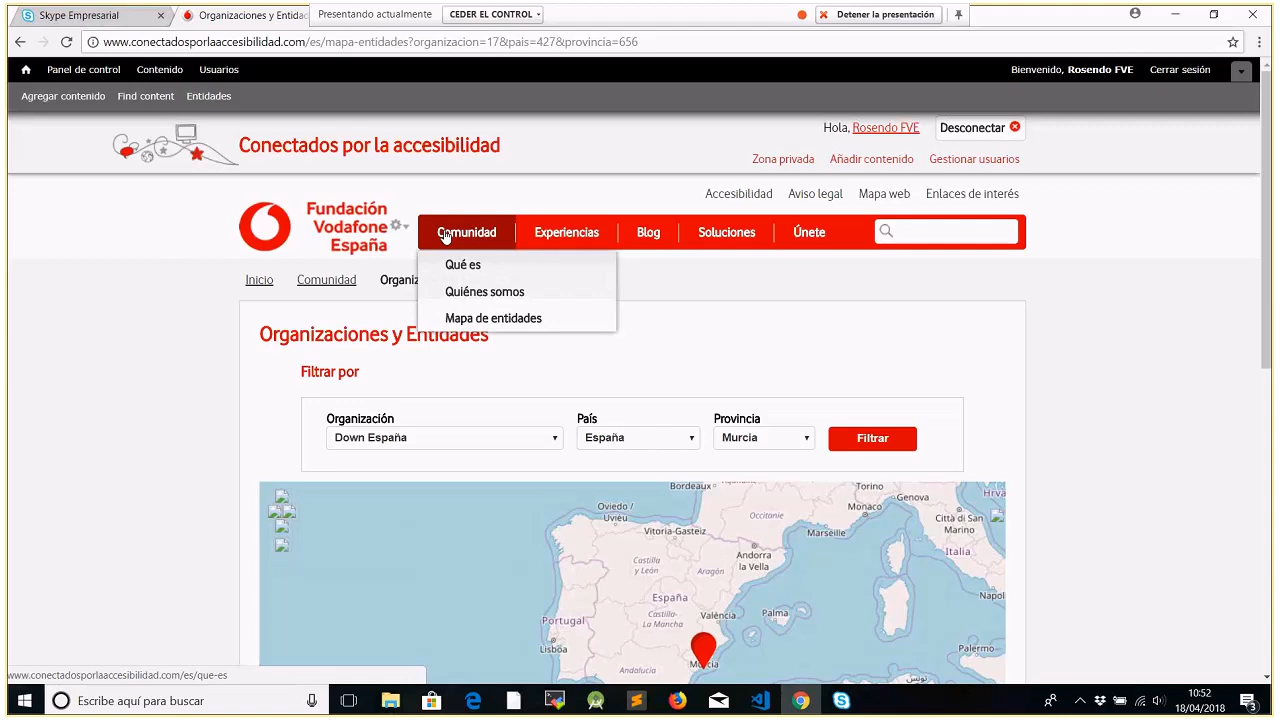 Skype Empresarial
Organizaciones y Entida
Presentando actualmente
CEDER EL CONTROL
Detener la presentación
www.conectadosporlaaccesibilidad.com/es/mapa-entidades?organizacion=17&pais=427&provincia=656
Panel de control Contenido Usuarios
Bienvenido, Rosendo FVE Cerrar sesión
Agregar contenido Find content Entidades
Hola, Rosendo FVE Desconectar
Conectados por la accesibilidad
Zona privada Añadir contenido Gestionar usuarios
Accesibilidad Aviso legal Mapa web Enlaces de interés
Fundación
Vodafone
España
Comunidad Experiencias Blog Soluciones Únete
Qué es
Quiénes somos
Mapa de entidades
Inicio Comunidad Organiz
Organizaciones y Entidades
Filtrar por
Organización País Provincia
Down España España Murcia Filtrar
Bordeaux
Torino
Genova
Hrva
Oviedo /
Uviéu
Occitanie
Monaco
Marseille
Città di San
Marino
Vitoria-Gasteiz
Andorra
la Vella
Italia
Castilla
y León
Aragón
Napol
España
Castilla-
La Mancha
València
Palma
Portugal
Lisboa
Palermo
Murcia
Andalucía
تونس
www.conectadosporlaaccesibilidad.com/es/que-es
Escribe aquí para buscar
10:52
18/04/2018
3